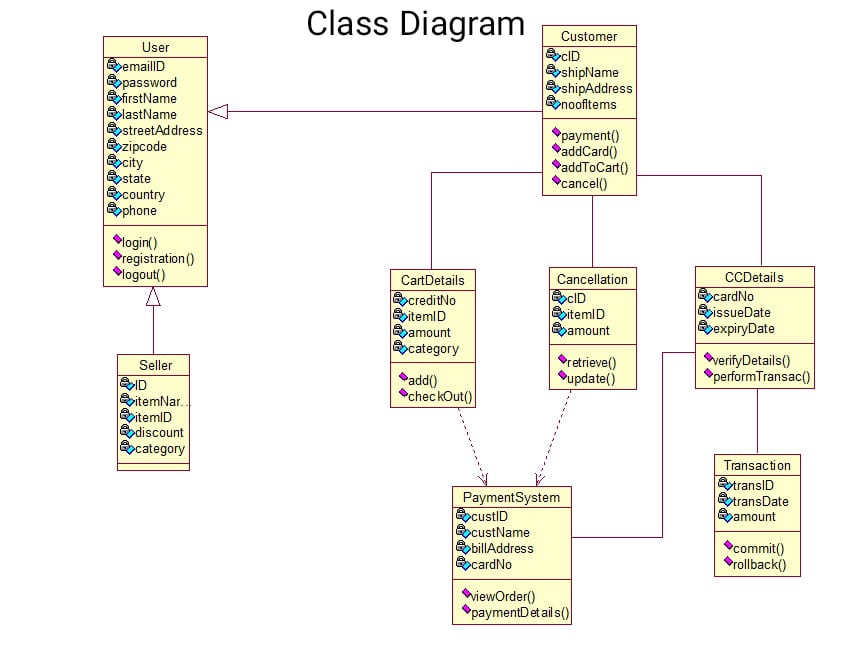 Class Diagram
User
emailID
password
firstName
lastName
streetAddress
zipcode
city
state
country
phone
login()
registration()
logout()
Customer
cID
shipName
shipAddress
noofItems
payment()
addCard()
addToCart()
cancel()
CartDetails
creditNo
itemID
amount
category
add()
checkOut()
Cancellation
cID
itemID
amount
retrieve()
update()
CCDetails
cardNo
issueDate
expiryDate
verifyDetails()
performTransac()
Seller
ID
itemNar...
itemID
discount
category
PaymentSystem
custID
custName
billAddress
cardNo
viewOrder()
paymentDetails()
Transaction
transID
transDate
amount
commit()
rollback()